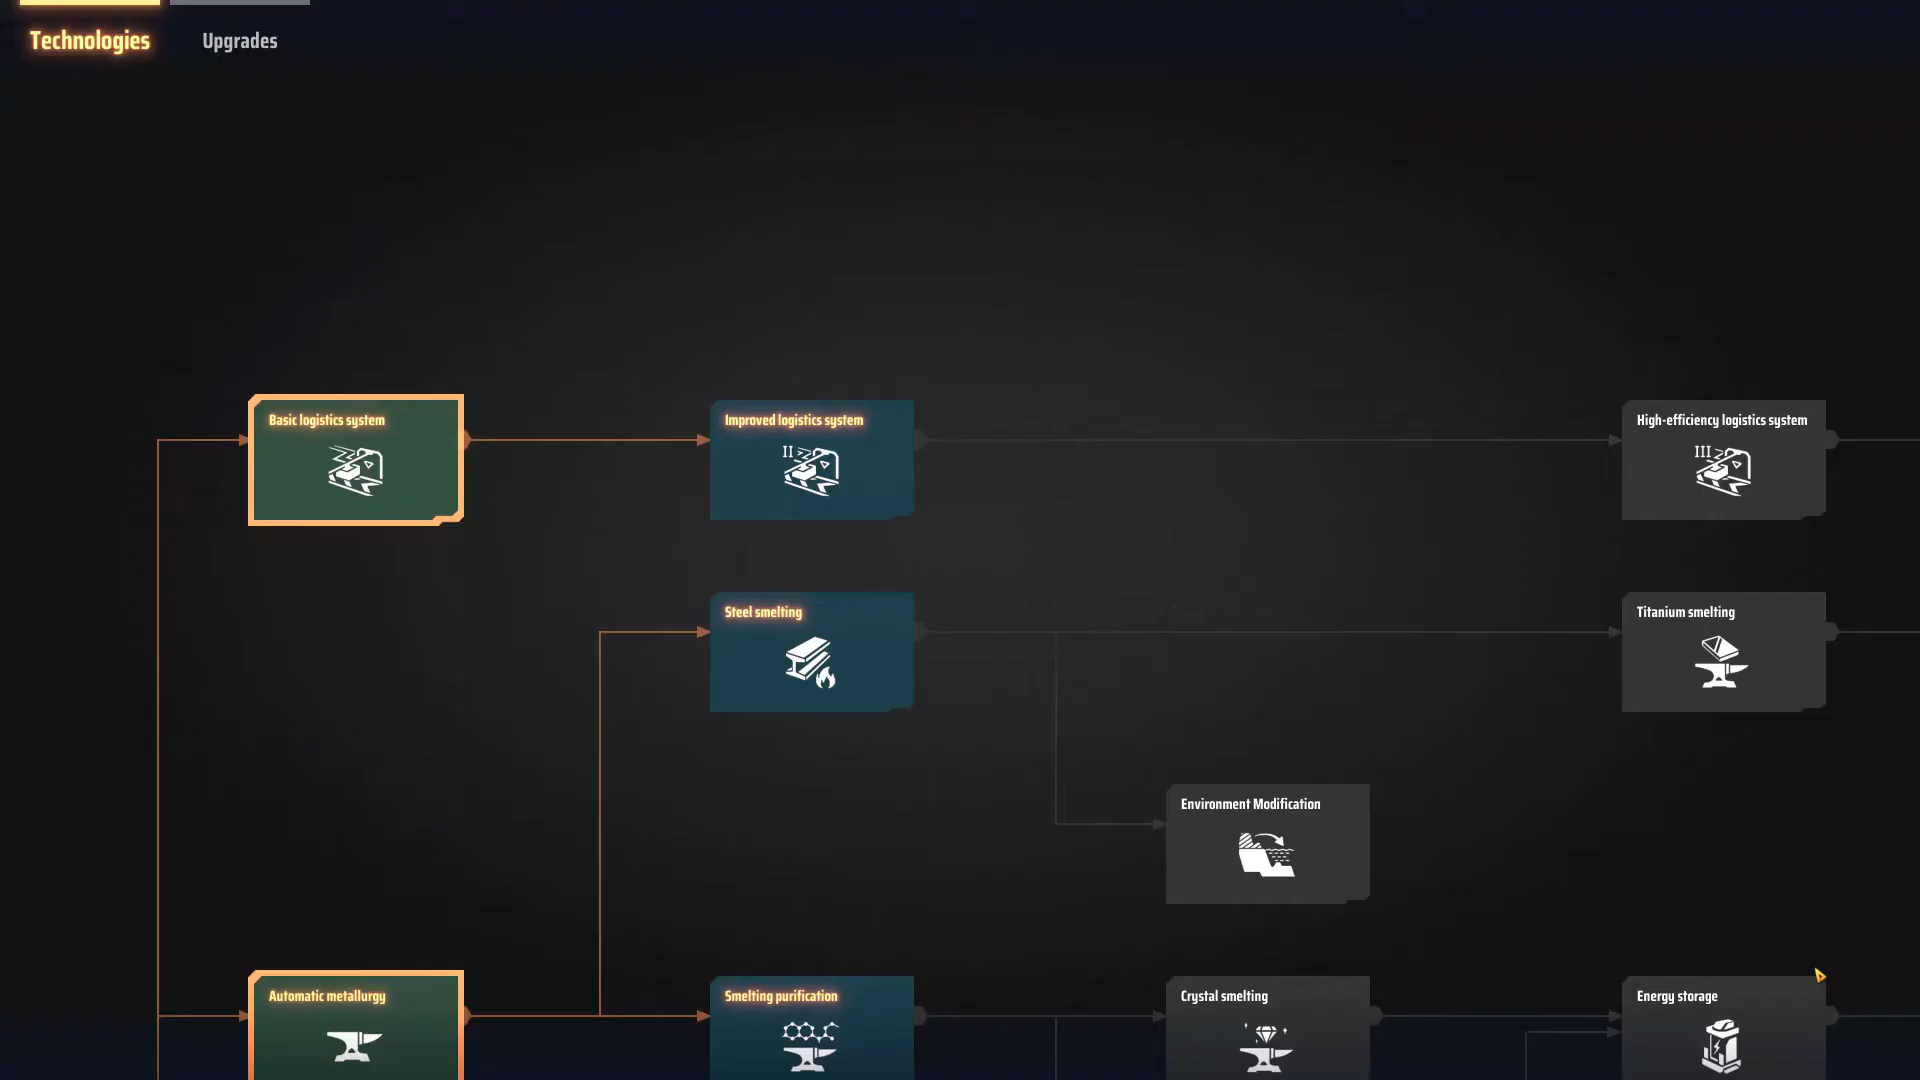 Technologies
Upgrades
Basic logistics system
Improved logistics system
High-efficiency logistics system
II
III
Steel smelting
Titanium smelting
Environment Modification
Automatic metallurgy
Smelting purification
Crystal smelting
Energy storage